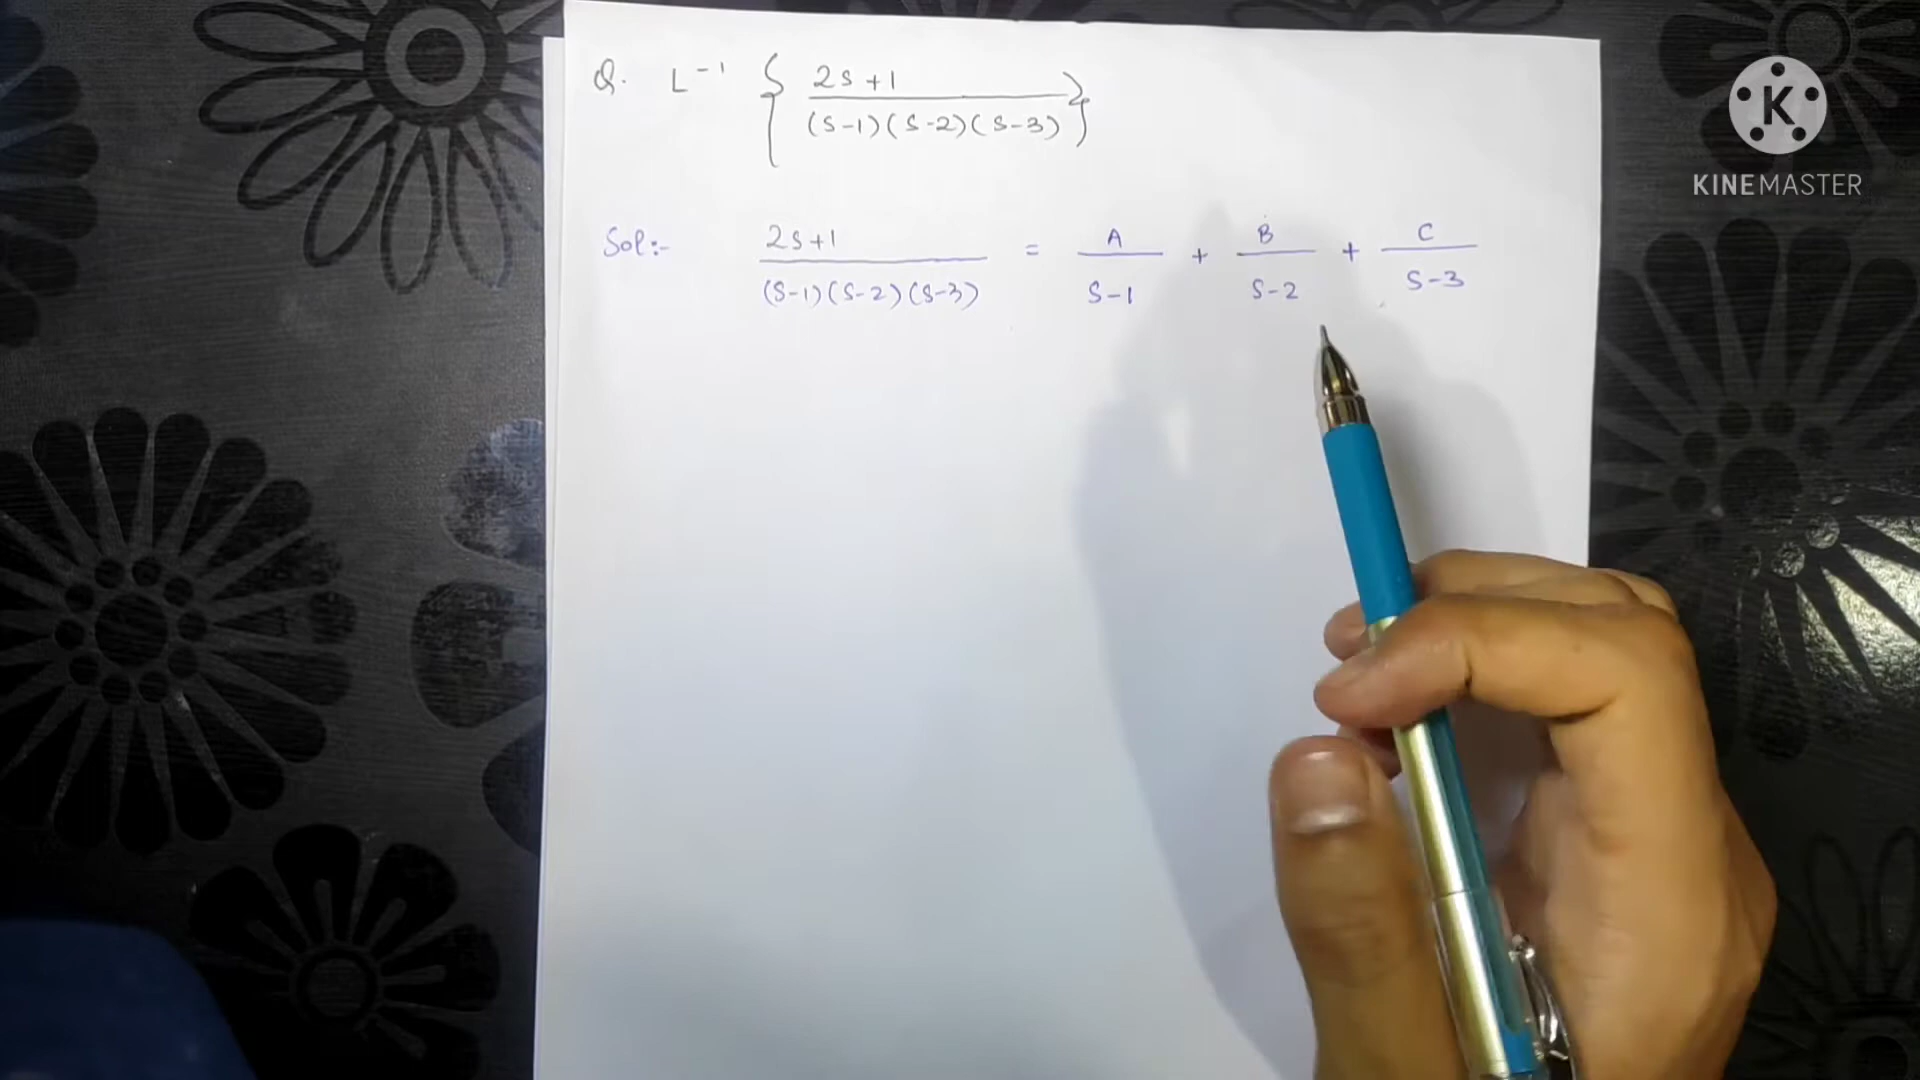 Q. L⁻¹ { 2s+1 / (s-1)(s-2)(s-3) }
Sol:- 2s+1 / (s-1)(s-2)(s-3) = A / s-1 + B / s-2 + C / s-3
K
KINEMASTER